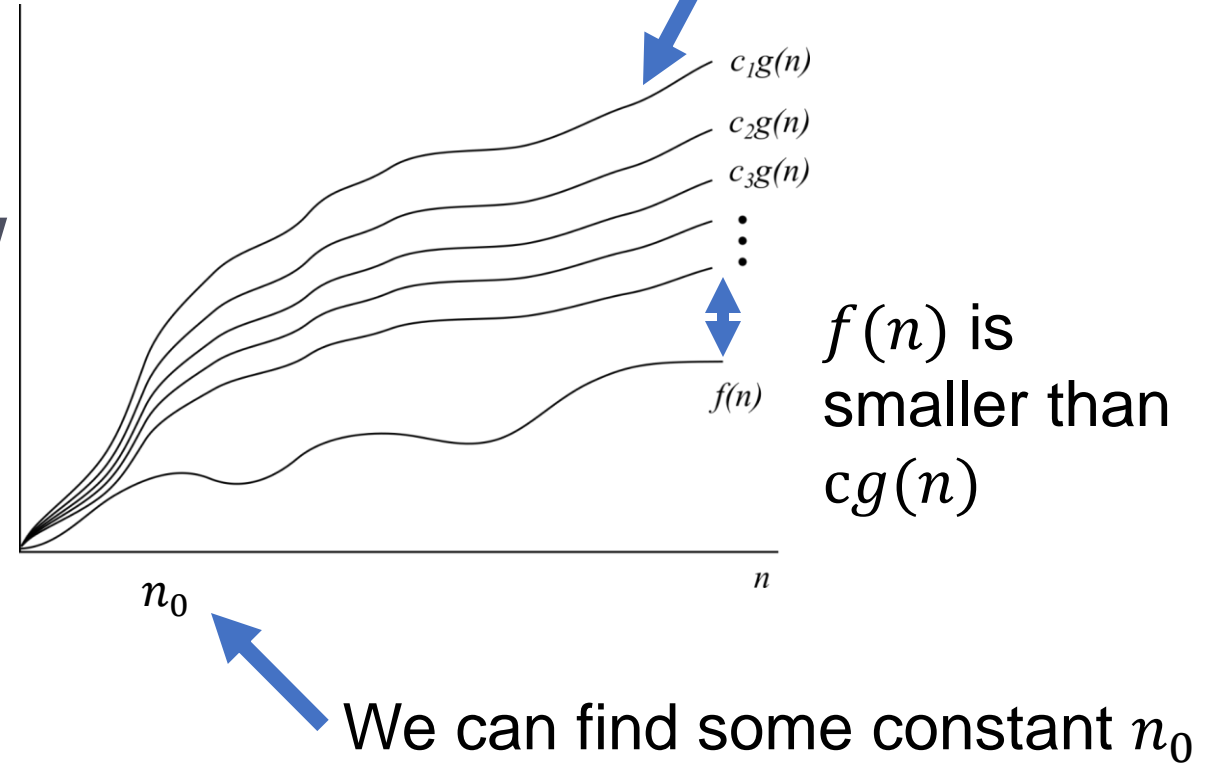 c₁g(n)
c₂g(n)
c₃g(n)
f(n) is
smaller than
cg(n)
f(n)
n
n₀
We can find some constant n₀